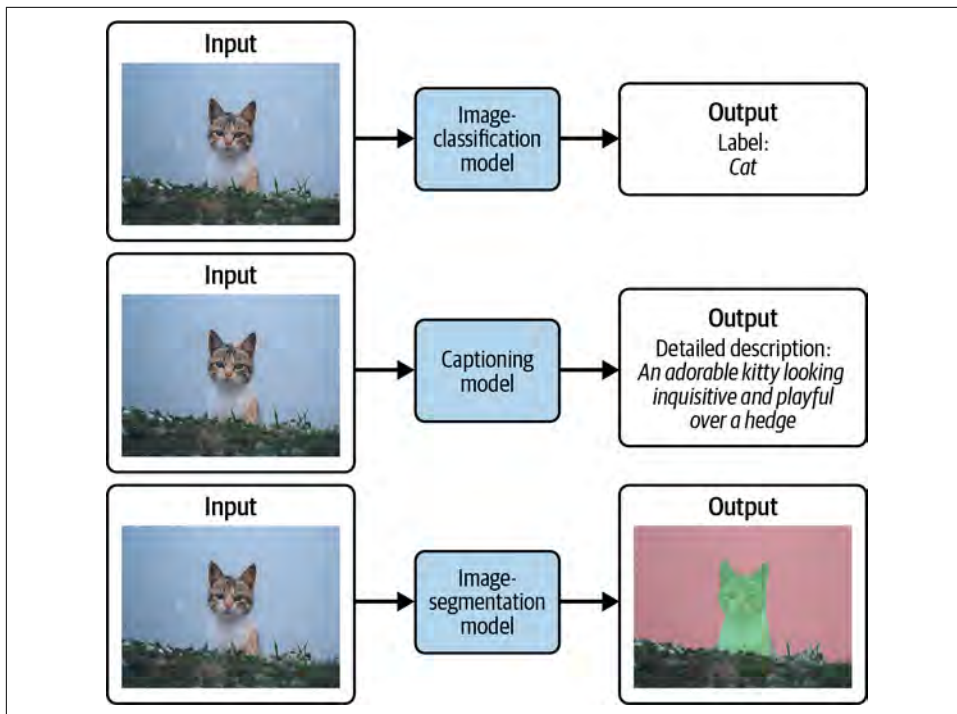 Input
Image-
classification
model
Output
Label:
Cat
Input
Captioning
model
Output
Detailed description:
An adorable kitty looking
inquisitive and playful
over a hedge
Input
Image-
segmentation
model
Output